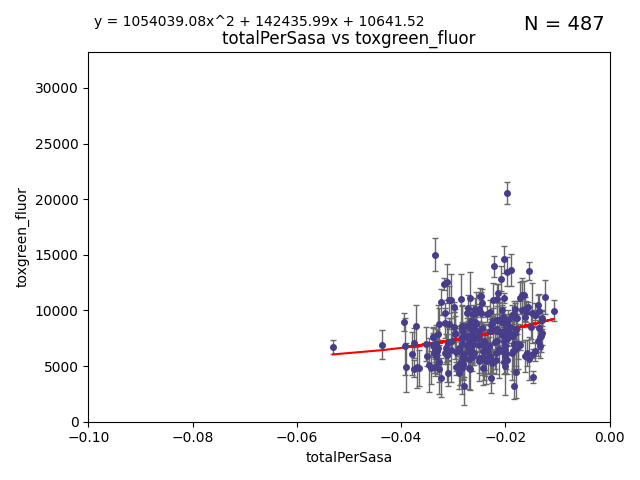 y = 1054039.08x^2 + 142435.99x + 10641.52
N = 487
totalPerSasa vs toxgreen_fluor
toxgreen_fluor
30000
25000
20000
15000
10000
5000
0
−0.10
−0.08
−0.06
−0.04
−0.02
0.00
totalPerSasa